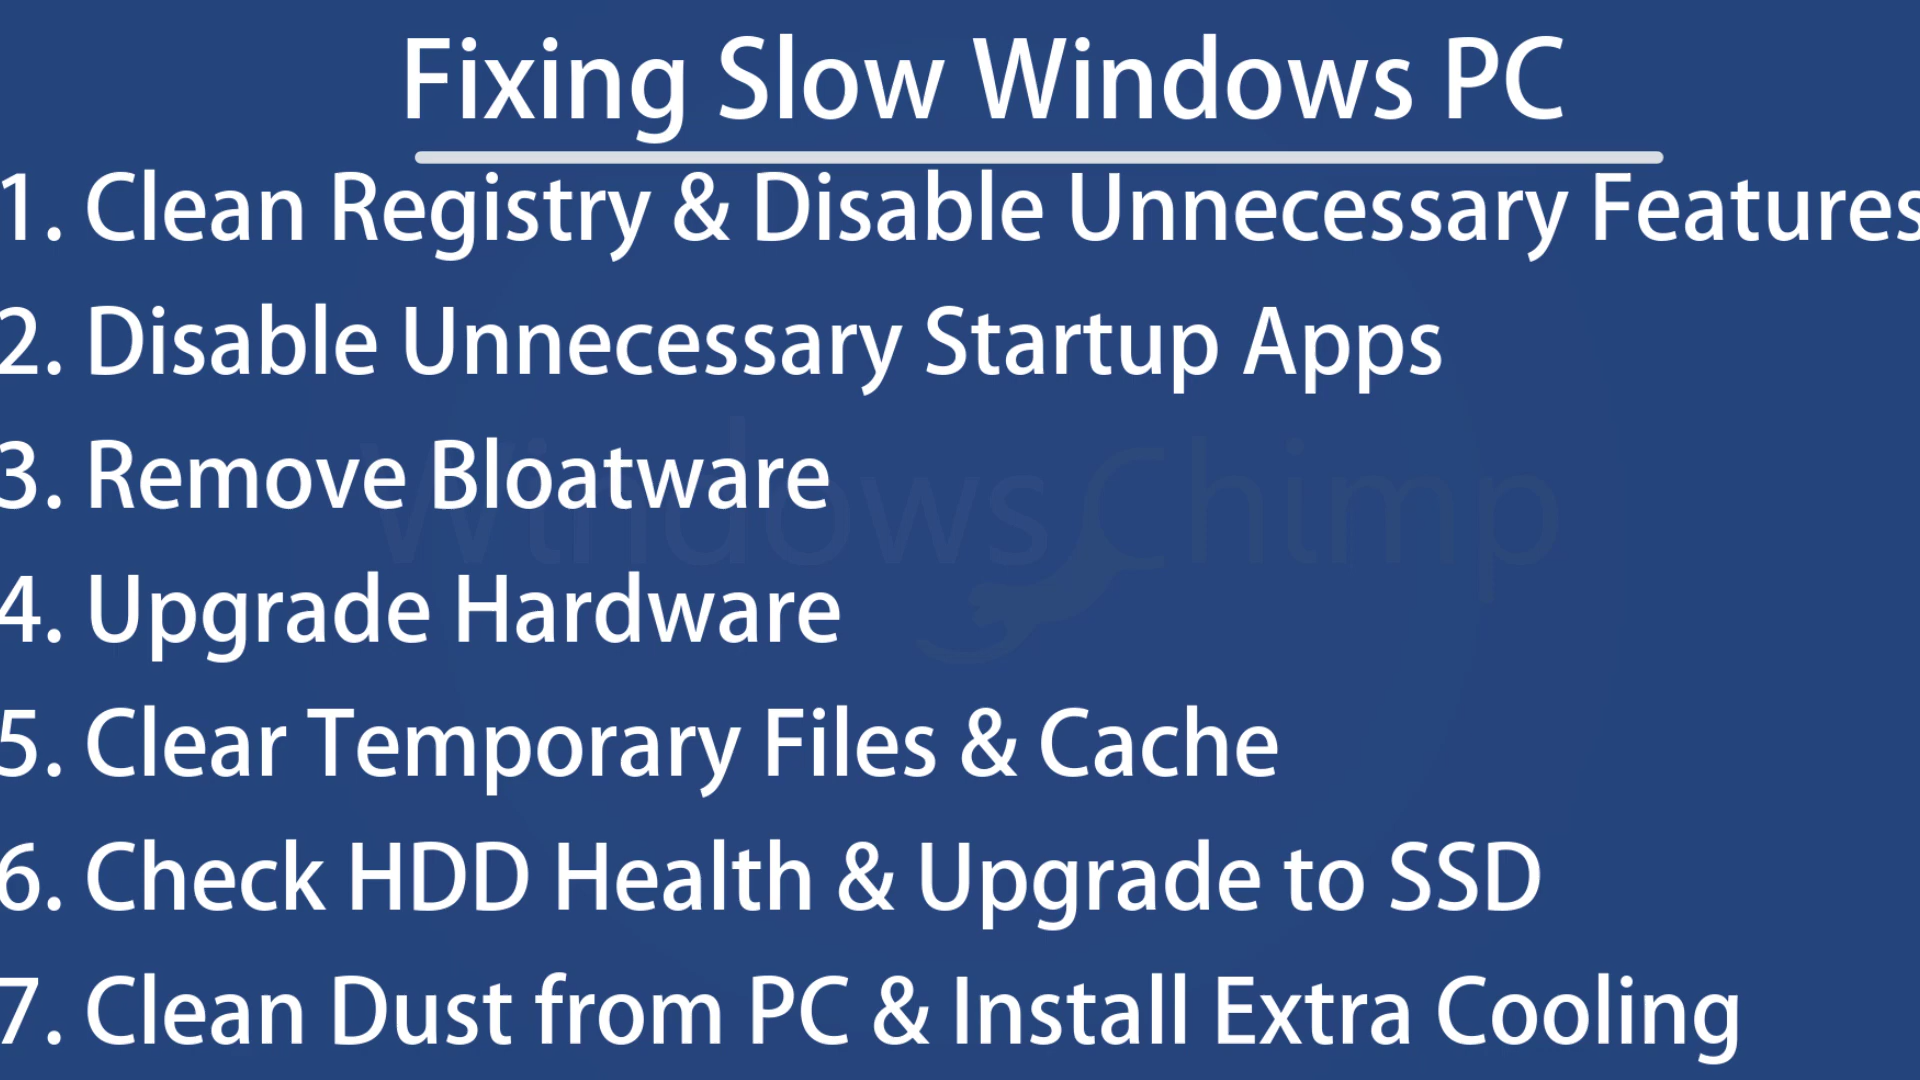 Fixing Slow Windows PC
1. Clean Registry & Disable Unnecessary Features
2. Disable Unnecessary Startup Apps
3. Remove Bloatware
WindowsChimp
4. Upgrade Hardware
5. Clear Temporary Files & Cache
6. Check HDD Health & Upgrade to SSD
7. Clean Dust from PC & Install Extra Cooling